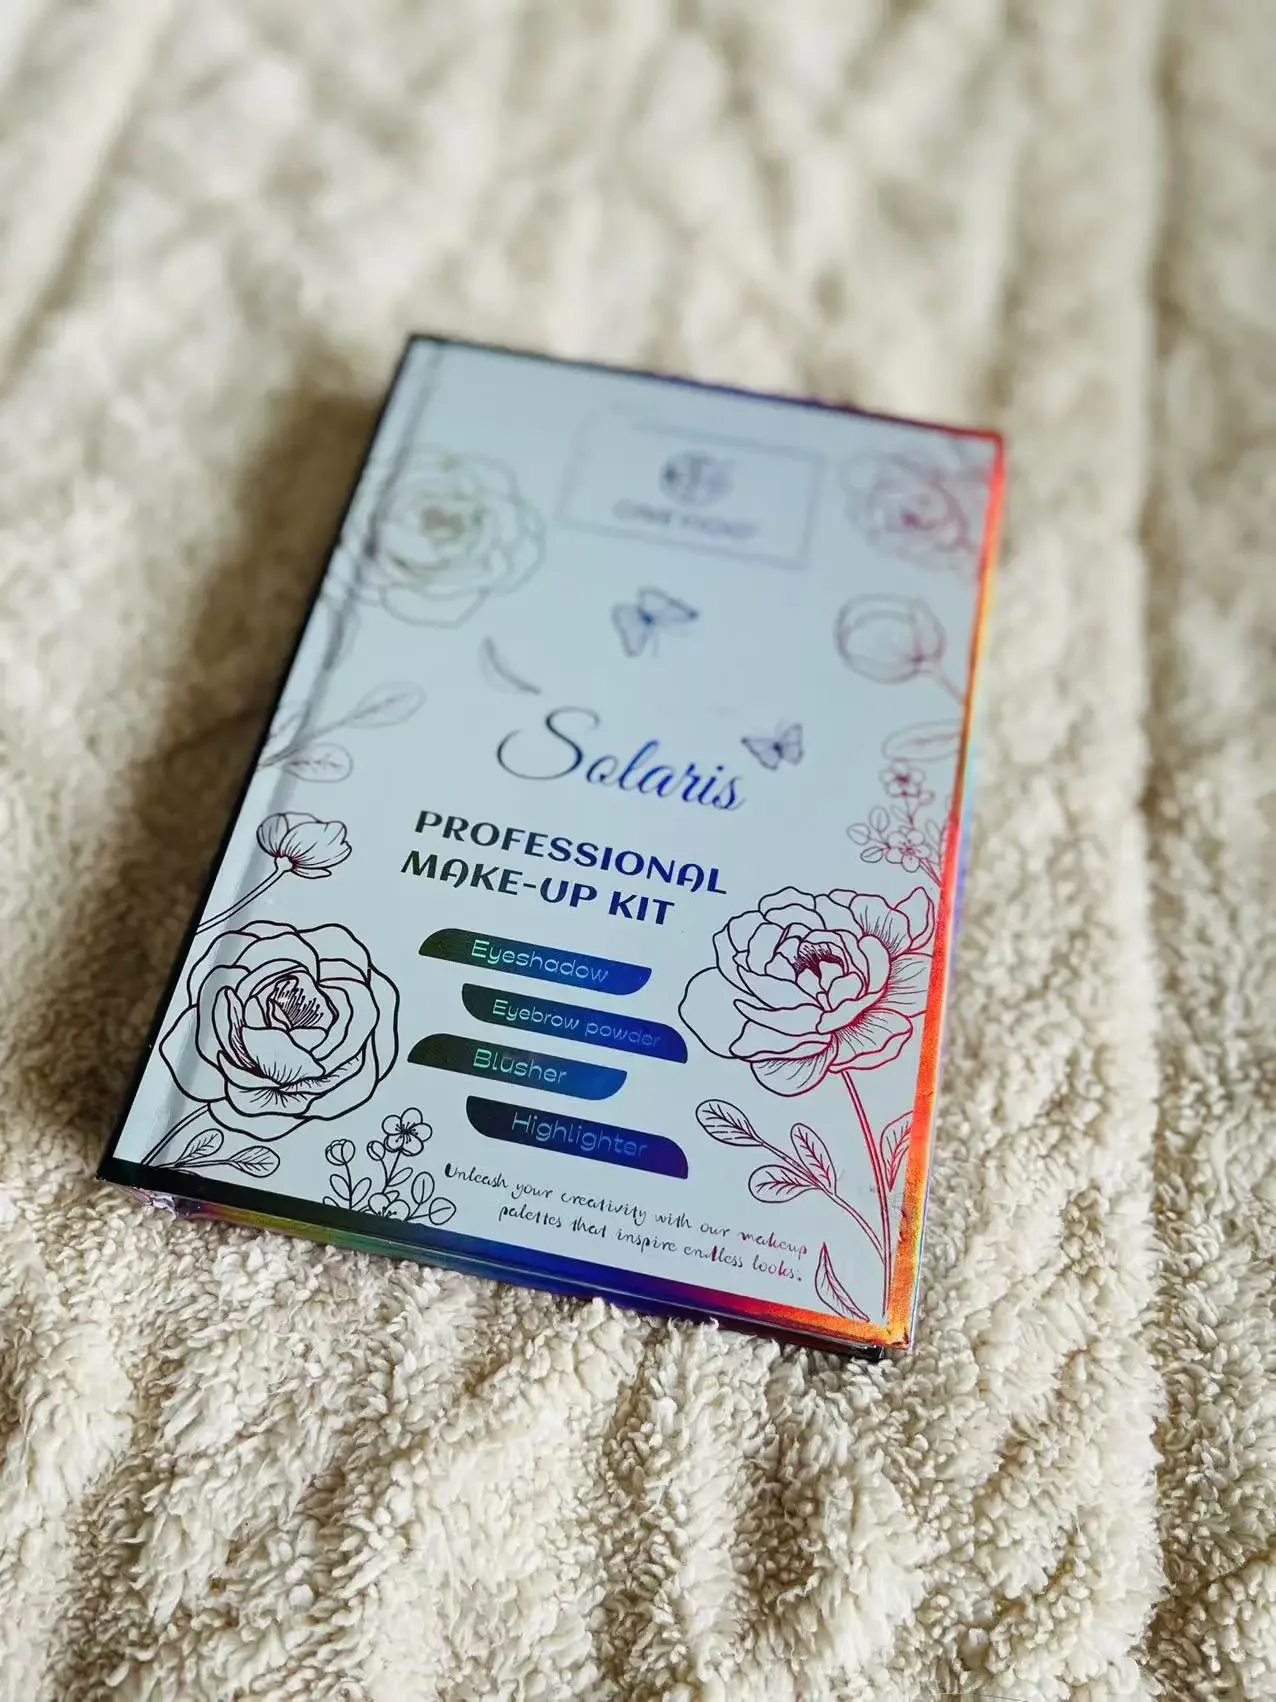 Solaris
PROFESSIONAL
MAKE-UP KIT
Eyeshadow
Eyebrow powder
Blusher
Highlighter
Unleash your creativity with our makeup
palettes that inspire endless looks.